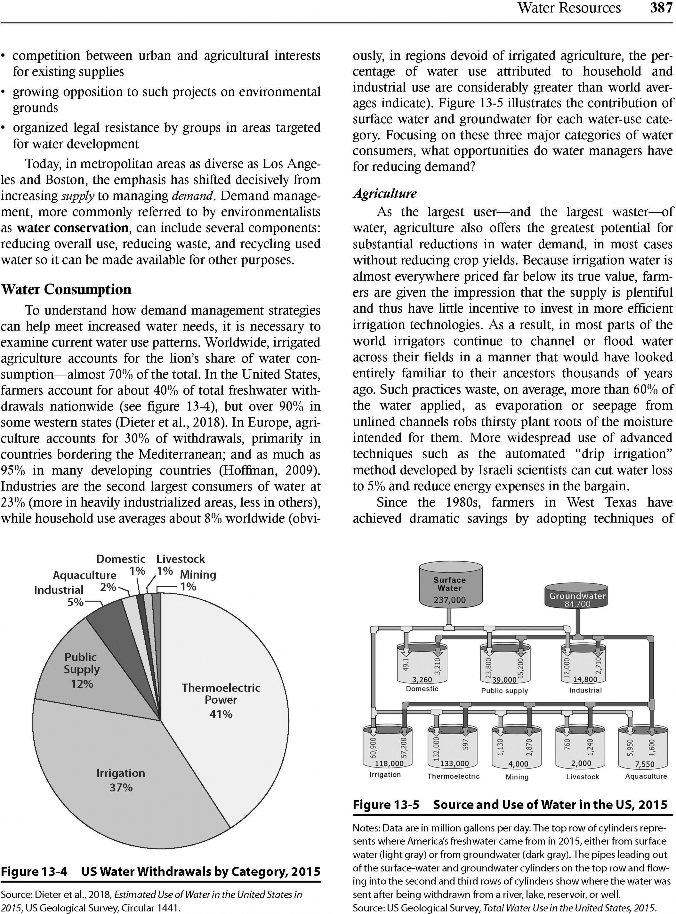 Water Resources 387
• competition between urban and agricultural interests
for existing supplies
• growing opposition to such projects on environmental
grounds
• organized legal resistance by groups in areas targeted
for water development
Today, in metropolitan areas as diverse as Los Ange-
les and Boston, the emphasis has shifted decisively from
increasing supply to managing demand. Demand manage-
ment, more commonly referred to by environmentalists
as water conservation, can include several components:
reducing overall use, reducing waste, and recycling used
water so it can be made available for other purposes.
Water Consumption
To understand how demand management strategies
can help meet increased water needs, it is necessary to
examine current water use patterns. Worldwide, irrigated
agriculture accounts for the lion's share of water con-
sumption—almost 70% of the total. In the United States,
farmers account for about 40% of total freshwater with-
drawals nationwide (see figure 13-4), but over 90% in
some western states (Dieter et al., 2018). In Europe, agri-
culture accounts for 30% of withdrawals, primarily in
countries bordering the Mediterranean; and as much as
95% in many developing countries (Hoffman, 2009).
Industries are the second largest consumers of water at
23% (more in heavily industrialized areas, less in others),
while household use averages about 8% worldwide (obvi-
ously, in regions devoid of irrigated agriculture, the per-
centage of water use attributed to household and
industrial use are considerably greater than world aver-
ages indicate). Figure 13-5 illustrates the contribution of
surface water and groundwater for each water-use cate-
gory. Focusing on these three major categories of water
consumers, what opportunities do water managers have
for reducing demand?
Agriculture
As the largest user—and the largest waster—of
water, agriculture also offers the greatest potential for
substantial reductions in water demand, in most cases
without reducing crop yields. Because irrigation water is
almost everywhere priced far below its true value, farm-
ers are given the impression that the supply is plentiful
and thus have little incentive to invest in more efficient
irrigation technologies. As a result, in most parts of the
world irrigators continue to channel or flood water
across their fields in a manner that would have looked
entirely familiar to their ancestors thousands of years
ago. Such practices waste, on average, more than 60% of
the water applied, as evaporation or seepage from
unlined channels robs thirsty plant roots of the moisture
intended for them. More widespread use of advanced
techniques such as the automated "drip irrigation"
method developed by Israeli scientists can cut water loss
to 5% and reduce energy expenses in the bargain.
Since the 1980s, farmers in West Texas have
achieved dramatic savings by adopting techniques of
Domestic 1%
Livestock 1%
Aquaculture 2%
Mining 1%
Industrial 5%
Public
Supply
12%
Thermoelectric
Power
41%
Irrigation
37%
Figure 13-4 US Water Withdrawals by Category, 2015
Source: Dieter et al., 2018, Estimated Use of Water in the United States in
2015, US Geological Survey, Circular 1441.
Surface
Water
237,000
Groundwater
84,700
3,210
3,260
Domestic
23,800
15,200
39,000
Public supply
12,000
2,710
14,800
Industrial
60,900
57,200
118,000
Irrigation
132,000
597
133,000
Thermoelectric
1,130
2,870
4,000
Mining
760
1,240
2,000
Livestock
5,950
1,600
7,550
Aquaculture
Figure 13-5 Source and Use of Water in the US, 2015
Notes: Data are in million gallons per day. The top row of cylinders repre-
sents where America's freshwater came from in 2015, either from surface
water (light gray) or from groundwater (dark gray). The pipes leading out
of the surface-water and ground-water cylinders on the top row and flow-
ing into the second and third rows of cylinders show where the water was
sent after being withdrawn from a river, lake, reservoir, or well.
Source: US Geological Survey, Total Water Use in the United States, 2015.